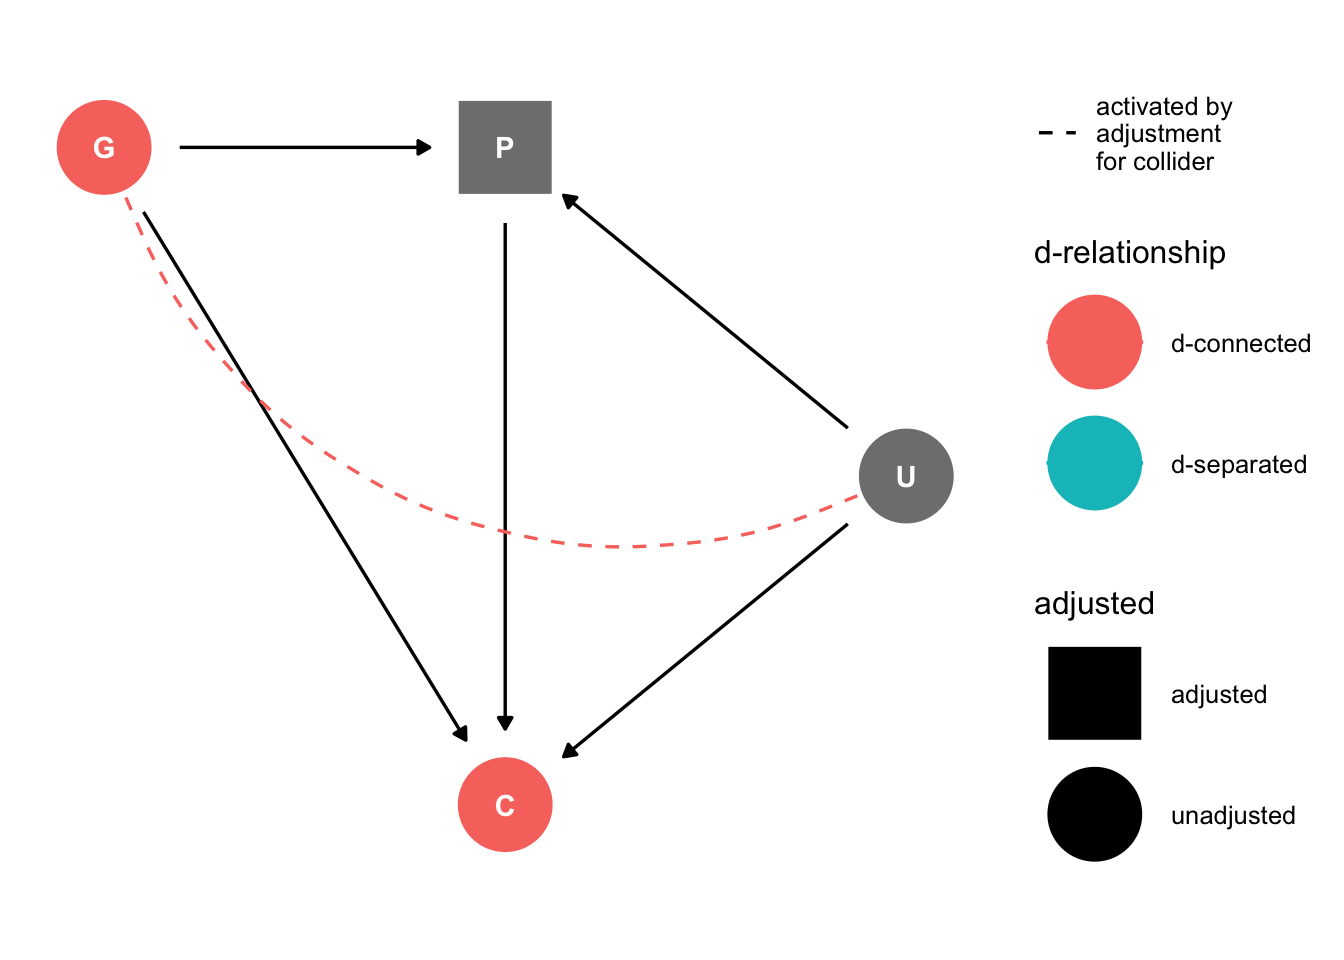 G
P
U
C
activated by
adjustment
for collider
d-relationship
d-connected
d-separated
adjusted
adjusted
unadjusted